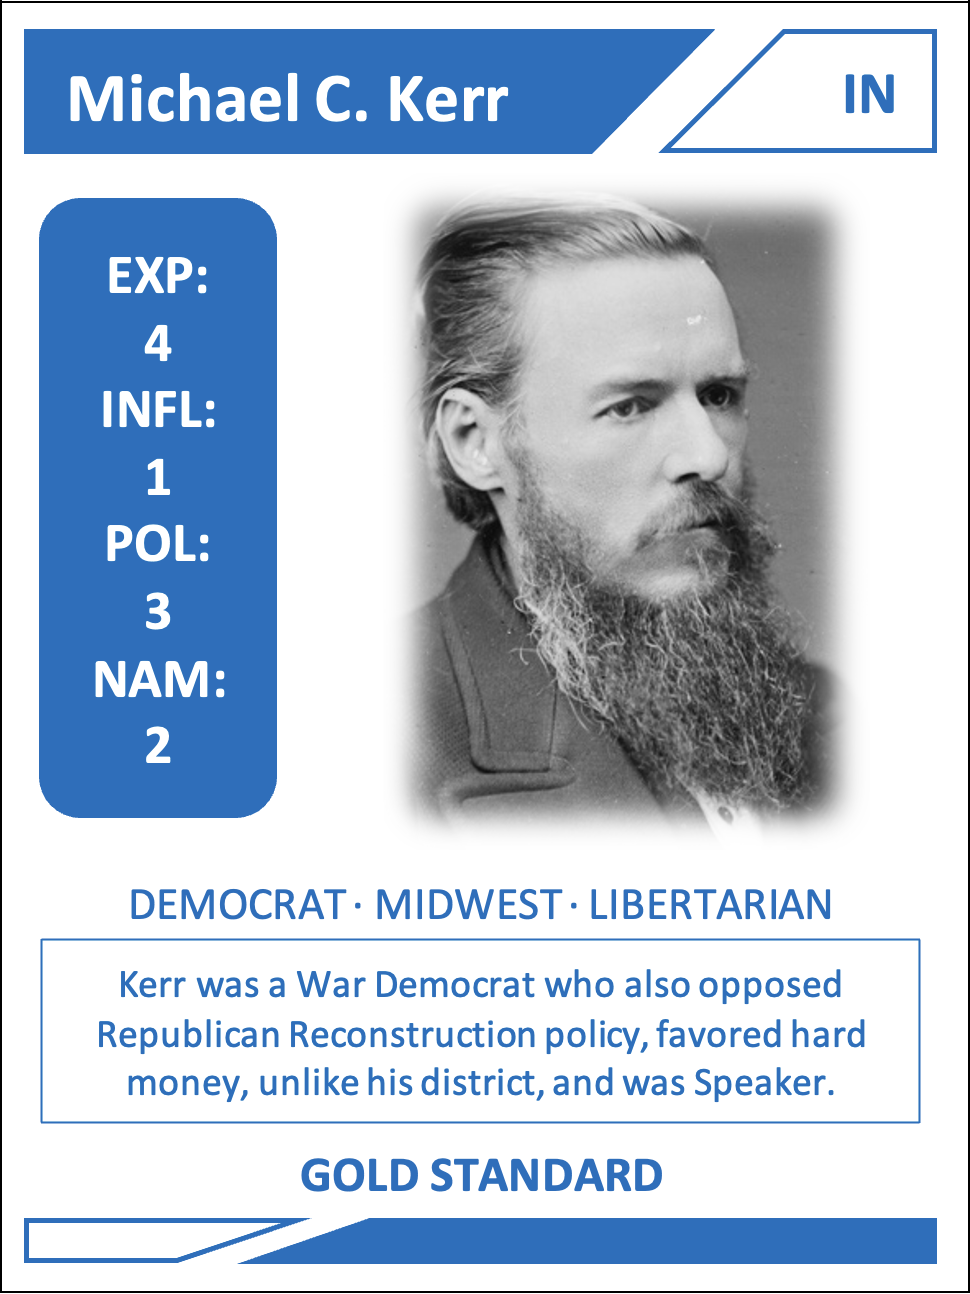 Michael C. Kerr
IN
EXP:
4
INFL:
1
POL:
3
NAM:
2
DEMOCRAT · MIDWEST · LIBERTARIAN
Kerr was a War Democrat who also opposed
Republican Reconstruction policy, favored hard
money, unlike his district, and was Speaker.
GOLD STANDARD